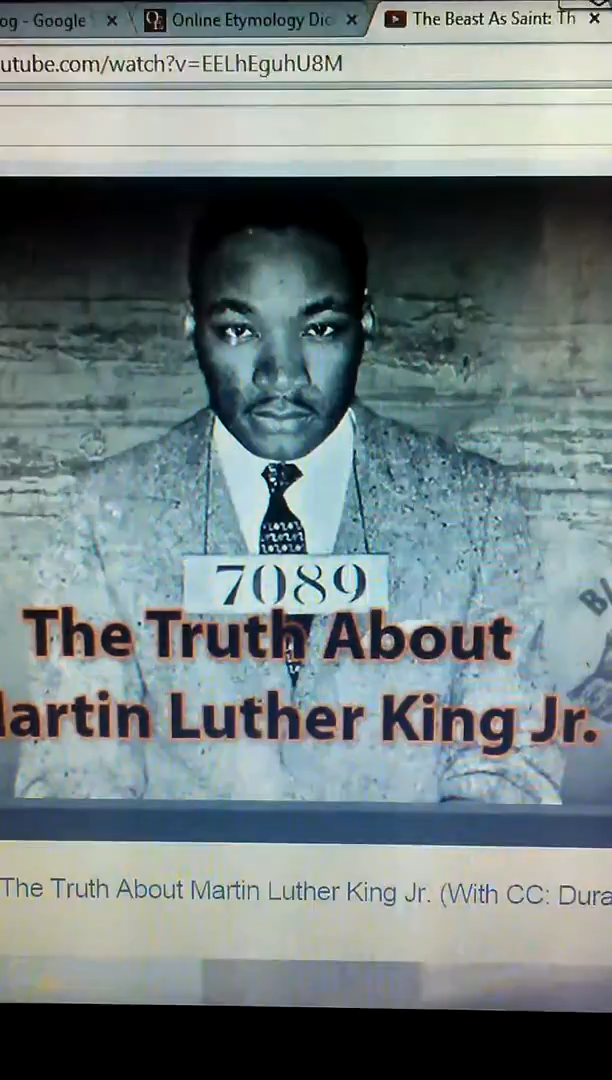 og - Google
Online Etymology Dic
The Beast As Saint: Th
utube.com/watch?v=EELhEguhU8M
7089
The Truth About
Martin Luther King Jr.
B/
The Truth About Martin Luther King Jr. (With CC: Dura